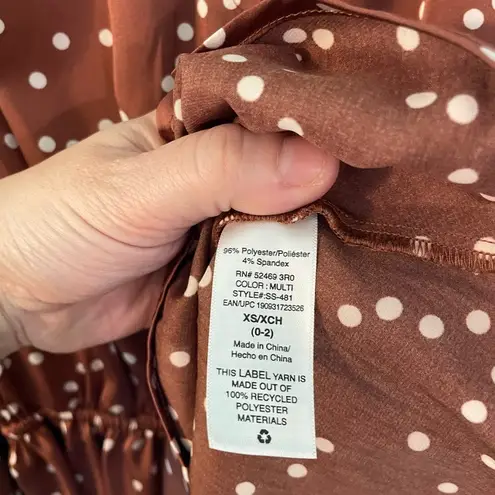 96% Polyester/Poliéster
4% Spandex
RN# 52469 3R0
COLOR: MULTI
STYLE#:SS-481
EAN/UPC 190931723526
XS/XCH
(0-2)
Made in China/
Hecho en China
THIS LABEL YARN IS
MADE OUT OF
100% RECYCLED
POLYESTER
MATERIALS